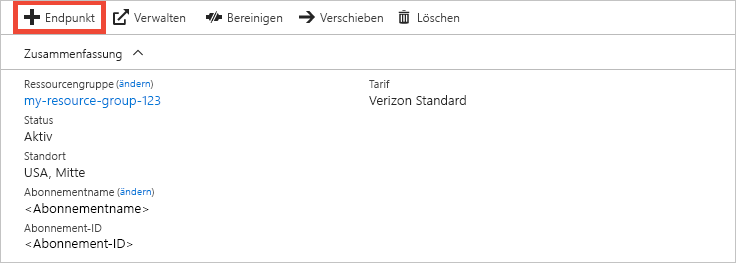 Endpunkt Verwalten Bereinigen Verschieben Löschen
Zusammenfassung
Ressourcengruppe (ändern)
my-resource-group-123
Status
Aktiv
Standort
USA, Mitte
Abonnementname (ändern)
<Abonnementname>
Abonnement-ID
<Abonnement-ID>
Tarif
Verizon Standard